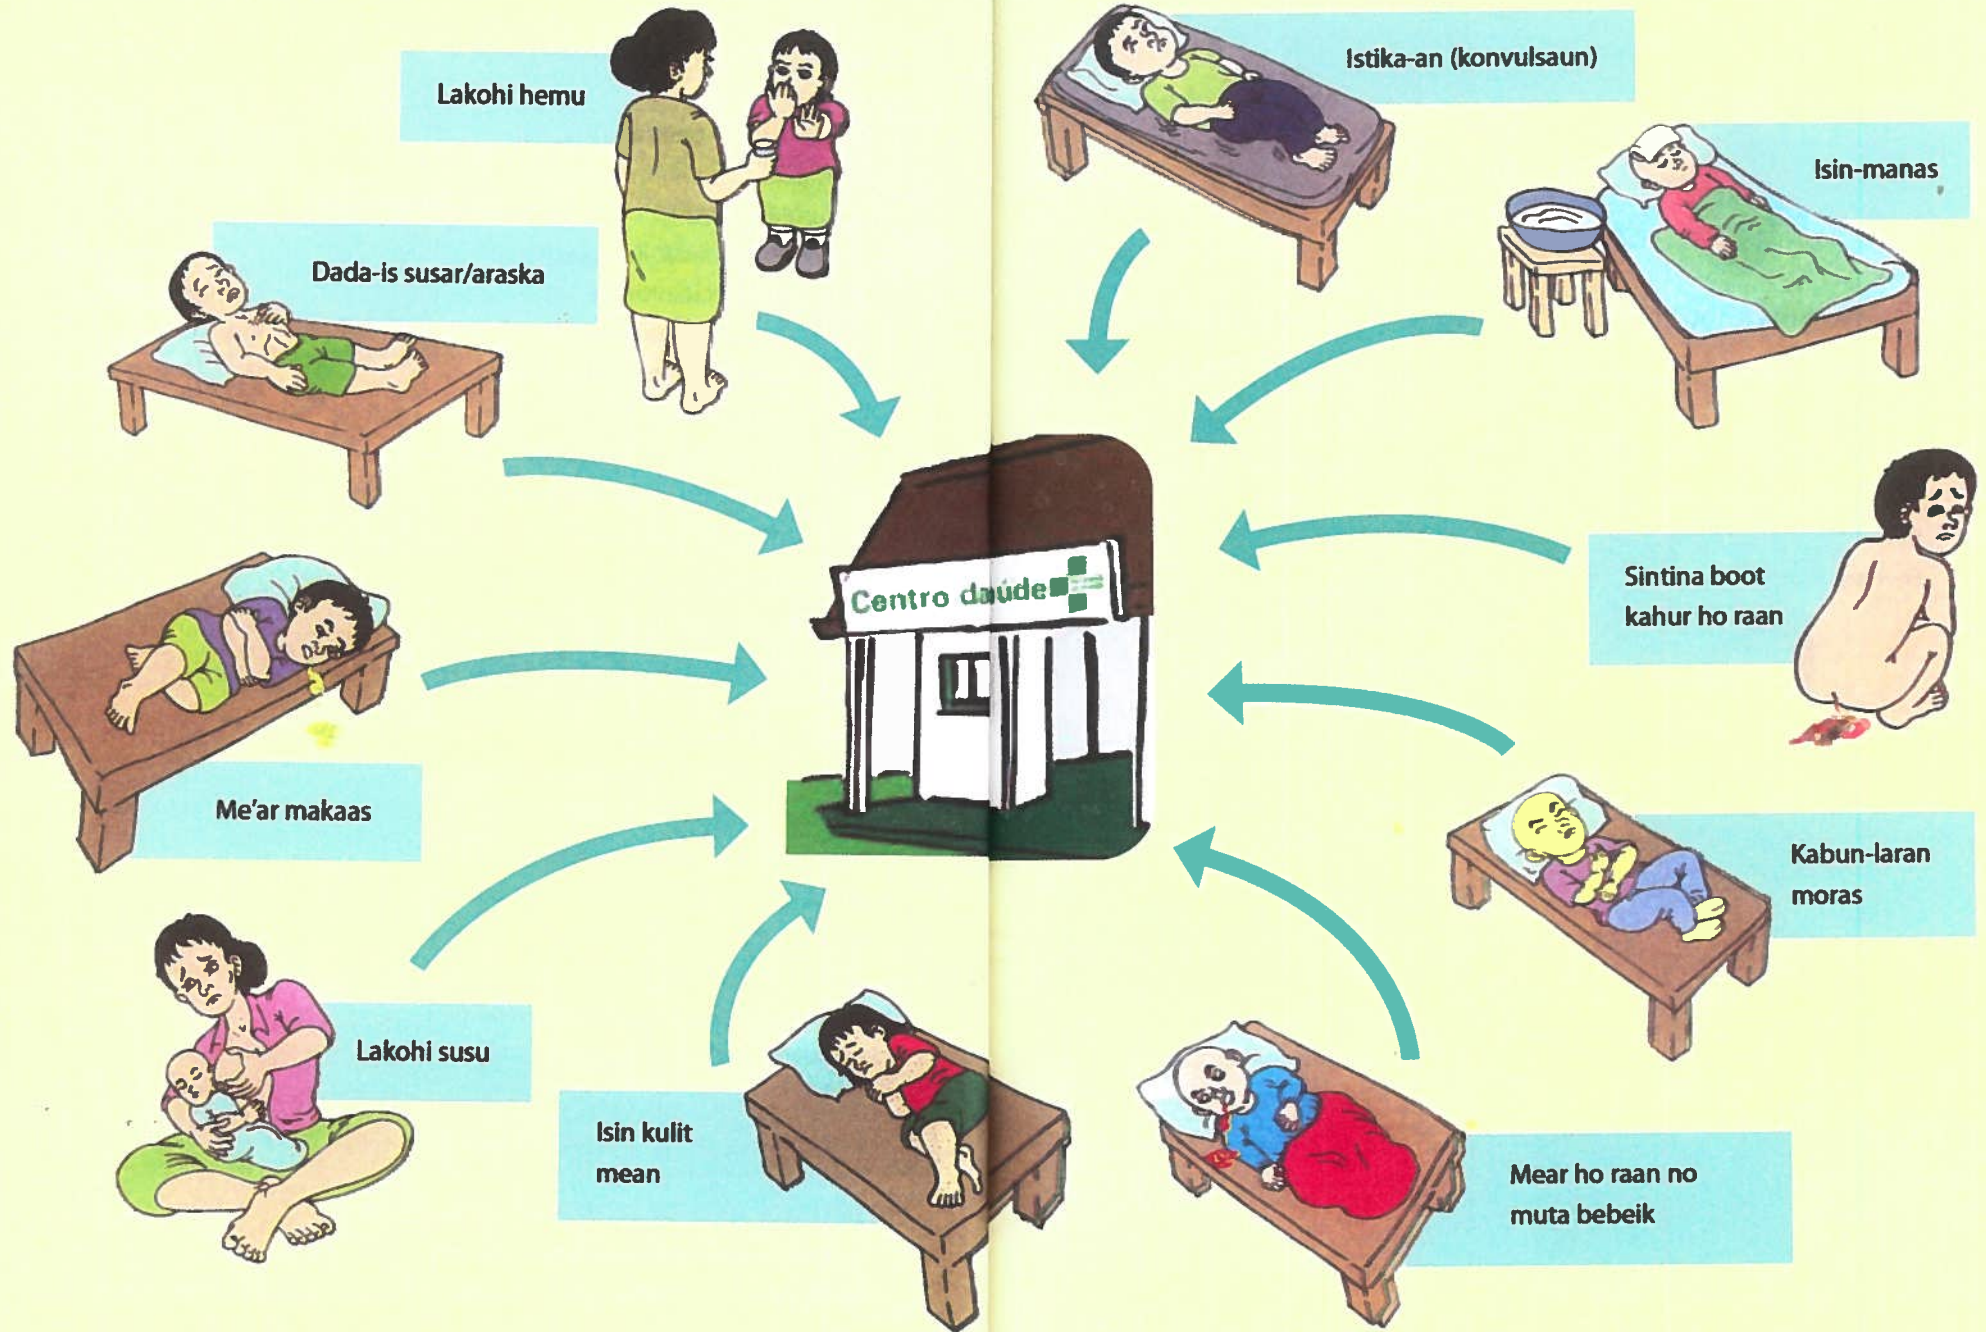 Lakohi hemu
Istika-an (konvulsaun)
Isin-manas
Dada-is susar/araska
Centro daúde
Sintina boot
kahur ho raan
Me'ar makaas
Kabun-laran
moras
Lakohi susu
Isin kulit
mean
Mear ho raan no
muta bebeik